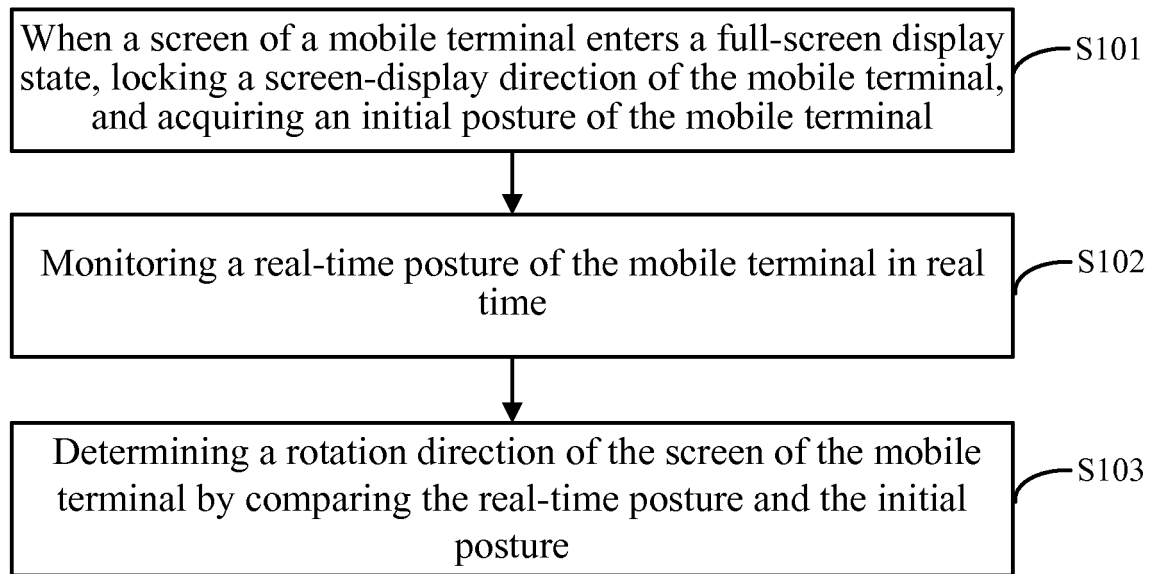 When a screen of a mobile terminal enters a full-screen display
state, locking a screen-display direction of the mobile terminal,
and acquiring an initial posture of the mobile terminal
S101
Monitoring a real-time posture of the mobile terminal in real
time
S102
Determining a rotation direction of the screen of the mobile
terminal by comparing the real-time posture and the initial
posture
S103